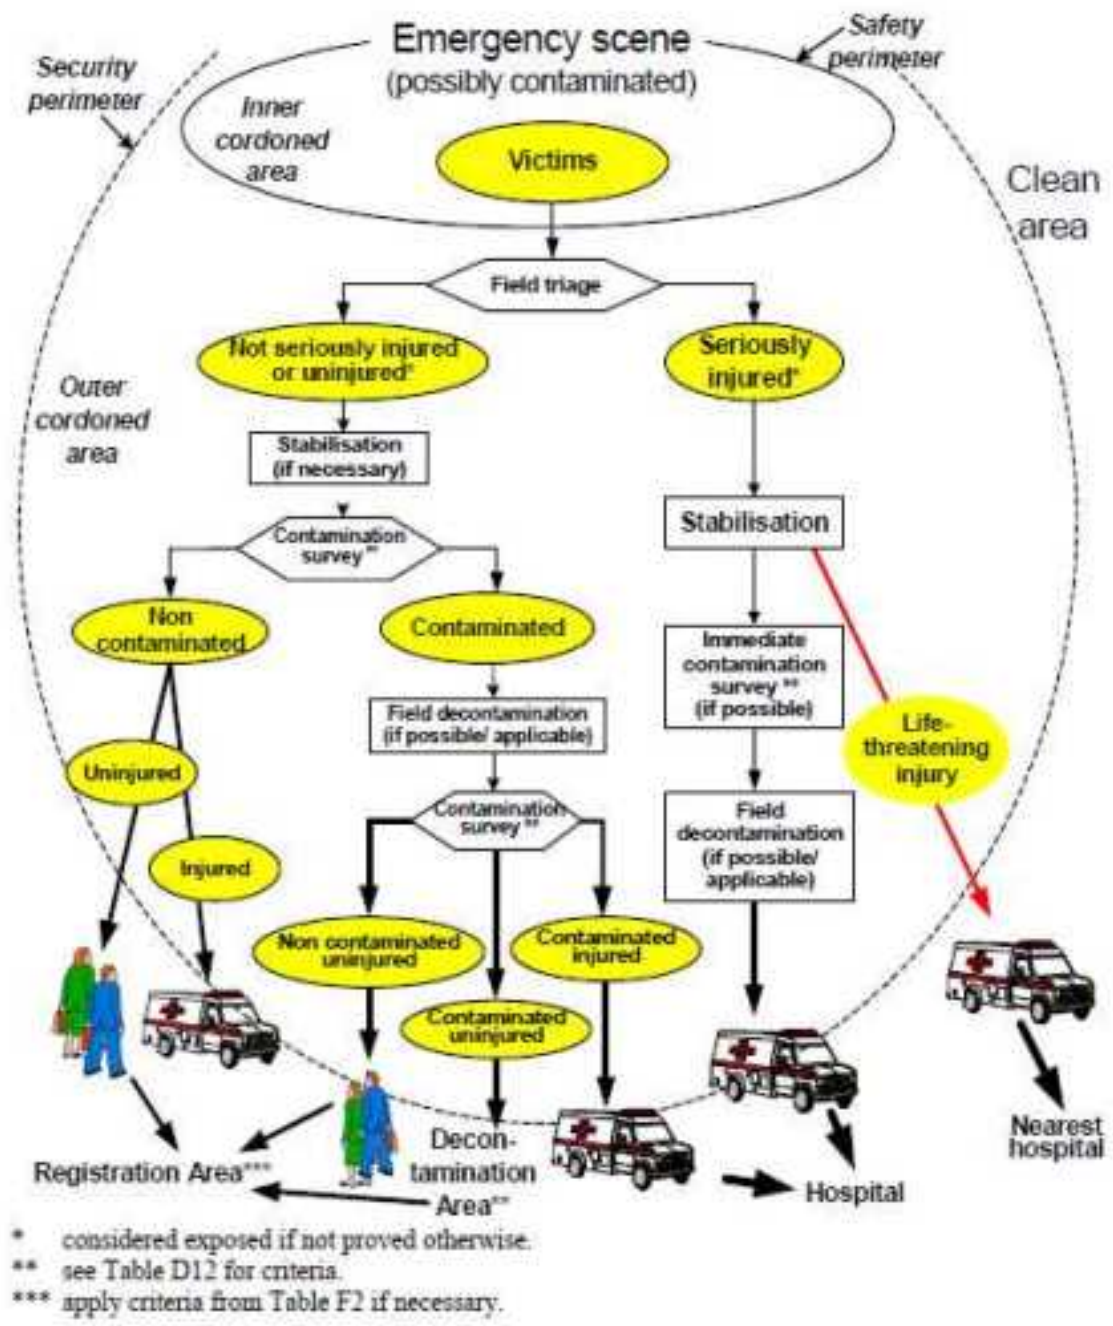 Emergency scene
(possibly contaminated)
Safety
perimeter
Security
perimeter
Inner
cordoned
area
Victims
Clean
area
Field triage
Not seriously injured
or uninjured*
Seriously
injured*
Outer
cordoned
area
Stabilisation
(if necessary)
Stabilisation
Contamination
survey**
Non
contaminated
Contaminated
Immediate
contamination
survey **
(if possible)
Field decontamination
(if possible/ applicable)
Life-
threatening
injury
Uninjured
Contamination
survey **
Field
decontamination
(if possible/
applicable)
Injured
Non contaminated
uninjured
Contaminated
injured
Contaminated
uninjured
Nearest
hospital
Registration Area***
Decon-
tamination
Area**
Hospital
* considered exposed if not proved otherwise.
** see Table D12 for criteria.
*** apply criteria from Table F2 if necessary.